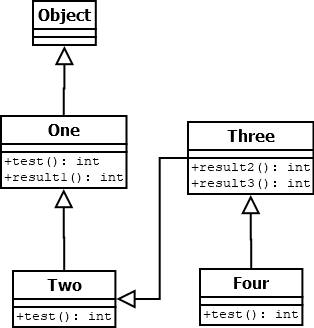 Object
One
+test(): int
+result1(): int
Three
+result2(): int
+result3(): int
Two
+test(): int
Four
+test(): int